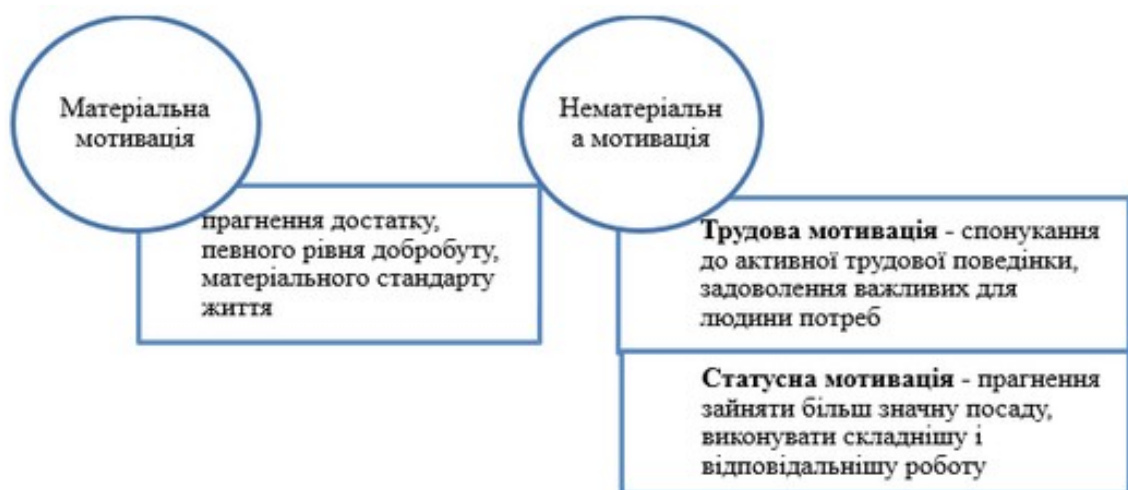 Матеріальна
мотивація
прагнення достатку,
певного рівня добробуту,
матеріального стандарту
життя
Нематеріальн
а мотивація
Трудова мотивація - спонукання
до активної трудової поведінки,
задоволення важливих для
людини потреб
Статусна мотивація - прагнення
зайняти більш значну посаду,
виконувати складнішу і
відповідальнішу роботу